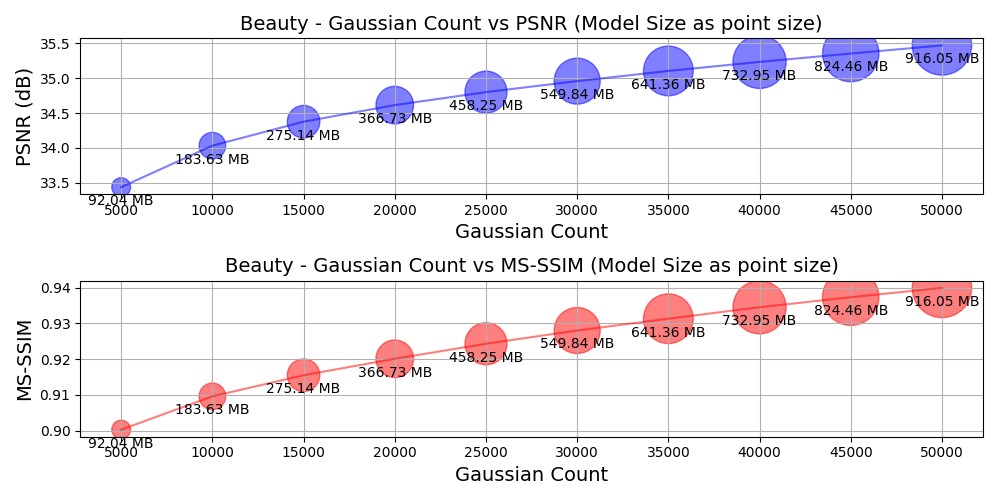 Beauty - Gaussian Count vs PSNR (Model Size as point size)
PSNR (dB)
35.5
35.0
34.5
34.0
33.5
92.04 MB
183.63 MB
275.14 MB
366.73 MB
458.25 MB
549.84 MB
641.36 MB
732.95 MB
824.46 MB
916.05 MB
5000 10000 15000 20000 25000 30000 35000 40000 45000 50000
Gaussian Count
Beauty - Gaussian Count vs MS-SSIM (Model Size as point size)
MS-SSIM
0.94
0.93
0.92
0.91
0.90
92.04 MB
183.63 MB
275.14 MB
366.73 MB
458.25 MB
549.84 MB
641.36 MB
732.95 MB
824.46 MB
916.05 MB
5000 10000 15000 20000 25000 30000 35000 40000 45000 50000
Gaussian Count